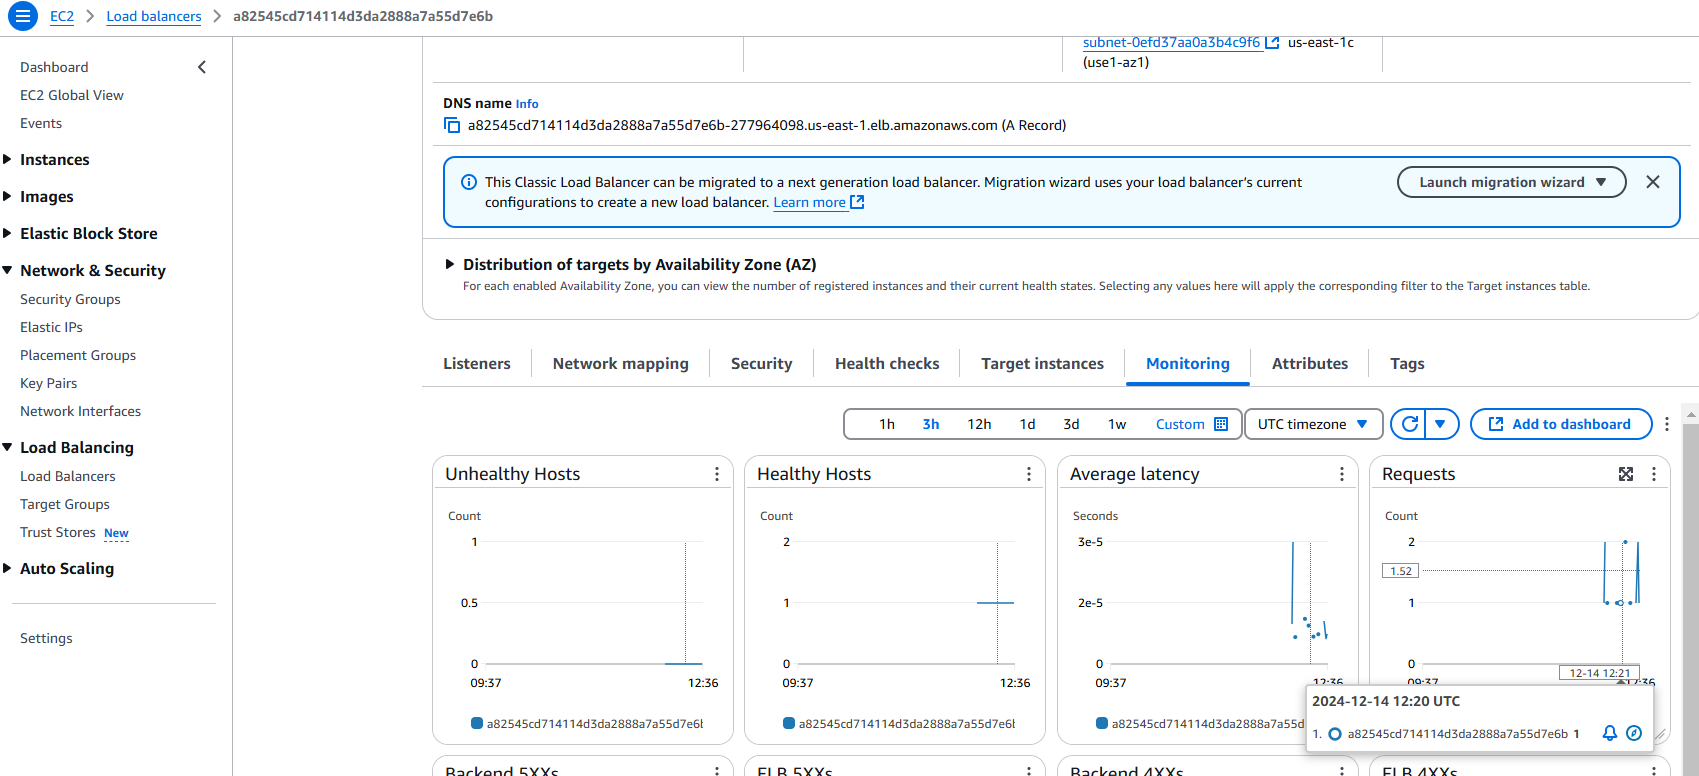 EC2 > Load balancers > a82545cd714114d3da2888a7a55d7e6b
Dashboard
EC2 Global View
Events
Instances
Images
Elastic Block Store
Network & Security
Security Groups
Elastic IPs
Placement Groups
Key Pairs
Network Interfaces
Load Balancing
Load Balancers
Target Groups
Trust Stores New
Auto Scaling
Settings
subnet-0efd37aa0a3b4c9f6 us-east-1c
(use1-az1)
DNS name Info
a82545cd714114d3da2888a7a55d7e6b-277964098.us-east-1.elb.amazonaws.com (A Record)
This Classic Load Balancer can be migrated to a next generation load balancer. Migration wizard uses your load balancer's current
configurations to create a new load balancer. Learn more
Launch migration wizard
Distribution of targets by Availability Zone (AZ)
For each enabled Availability Zone, you can view the number of registered instances and their current health states. Selecting any values here will apply the corresponding filter to the Target instances table.
Listeners Network mapping Security Health checks Target instances Monitoring Attributes Tags
1h 3h 12h 1d 3d 1w Custom UTC timezone Add to dashboard
Unhealthy Hosts
Count
1
0.5
0
09:37 12:36
a82545cd714114d3da2888a7a55d7e6b
Healthy Hosts
Count
2
1
0
09:37 12:36
a82545cd714114d3da2888a7a55d7e6b
Average latency
Seconds
3e-5
2e-5
0
09:37 12:36
a82545cd714114d3da2888a7a55d
Requests
Count
2
1.52
1
0
12-14 12:21
09:37 12:36
2024-12-14 12:20 UTC
1. a82545cd714114d3da2888a7a55d7e6b 1
Backend 5XXs
ELB 5XXs
Backend 4XXs
ELB 4XXs